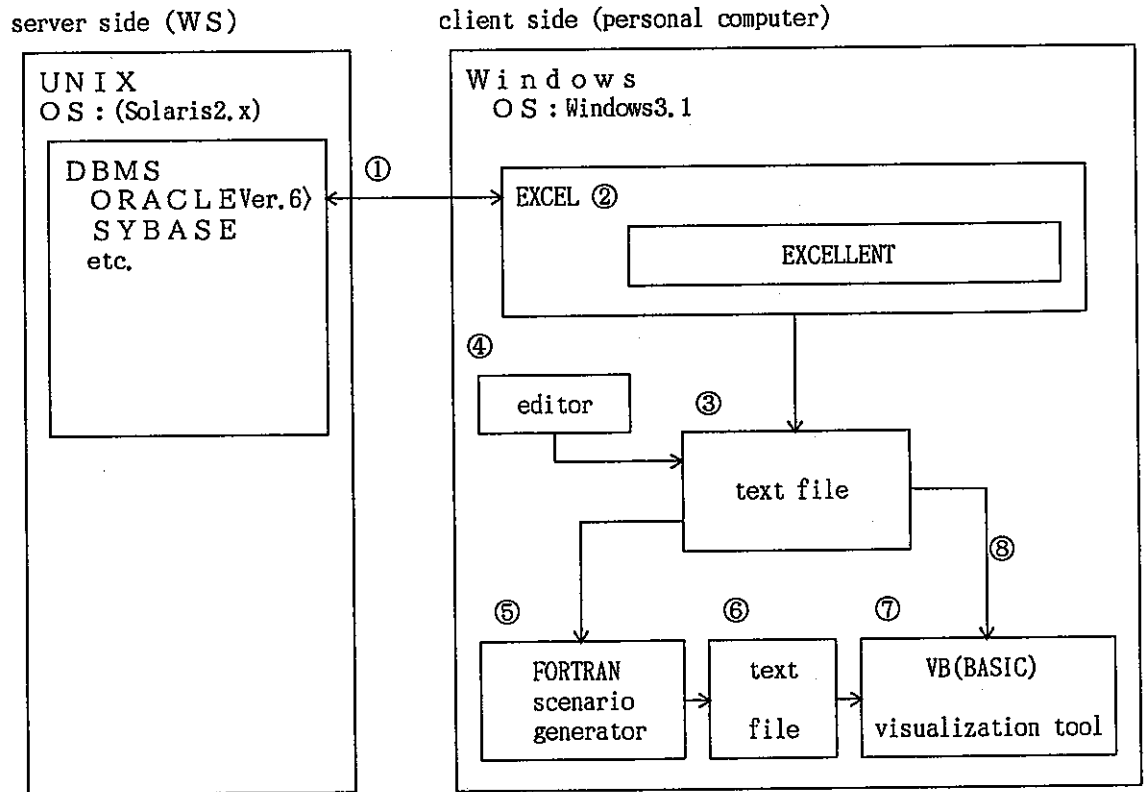 server side (WS)
client side (personal computer)
UNIX
OS:(Solaris2.x)
DBMS
ORACLEVer.6〉
SYBASE
etc.
①
Windows
OS:Windows3.1
EXCEL ②
EXCELLENT
④
editor
③
text file
⑧
⑤
FORTRAN
scenario
generator
⑥
text
file
⑦
VB(BASIC)
visualization tool